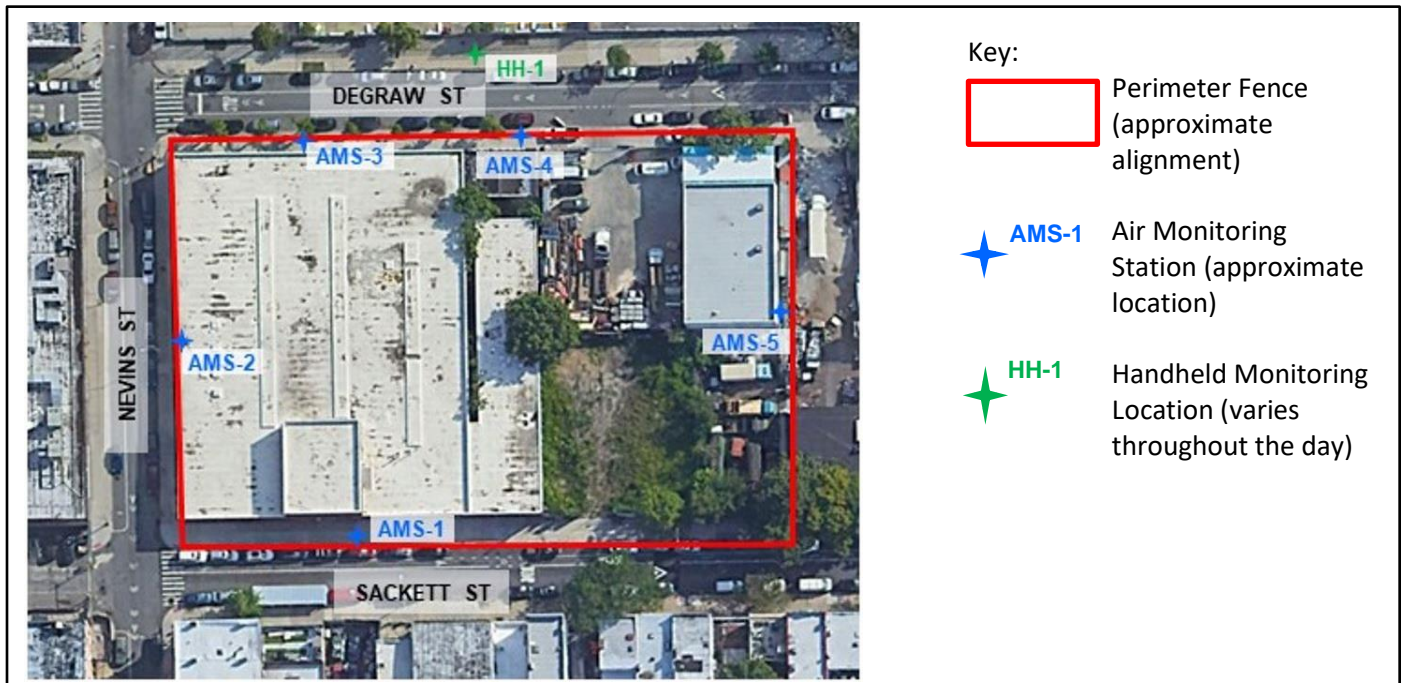 HH-1
DEGRAW ST
AMS-3
AMS-4
AMS-2
AMS-5
NEVINS ST
AMS-1
SACKETT ST
Key:
Perimeter Fence
(approximate
alignment)
AMS-1
Air Monitoring
Station (approximate
location)
HH-1
Handheld Monitoring
Location (varies
throughout the day)